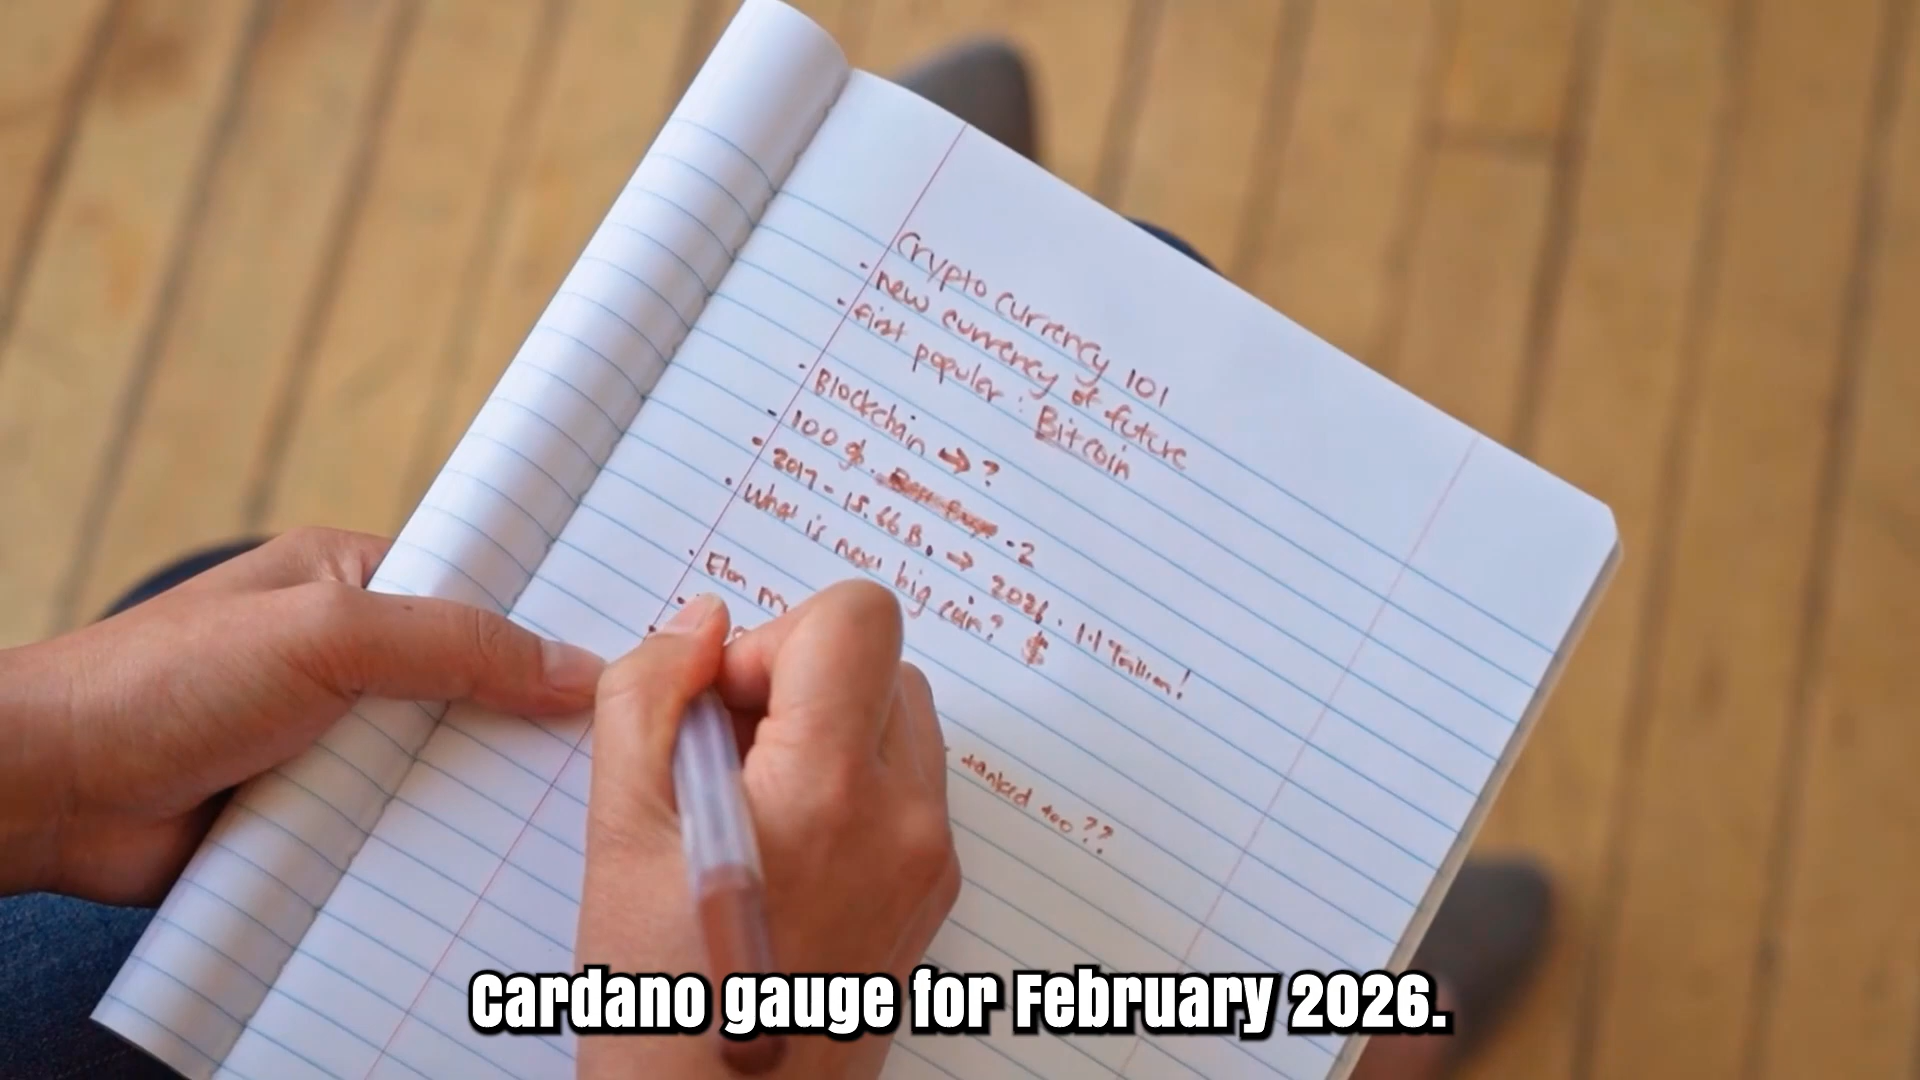 Crypto currency 101
- new currency of future
- first popular : Bitcoin
- Blockchain → ?
- 100 $. - 2
- 2017 - 15.66 B. → 2021. 1.1 Trillion!
- What is next big coin? $
- Elon
tanked too ??
Cardano gauge for February 2026.